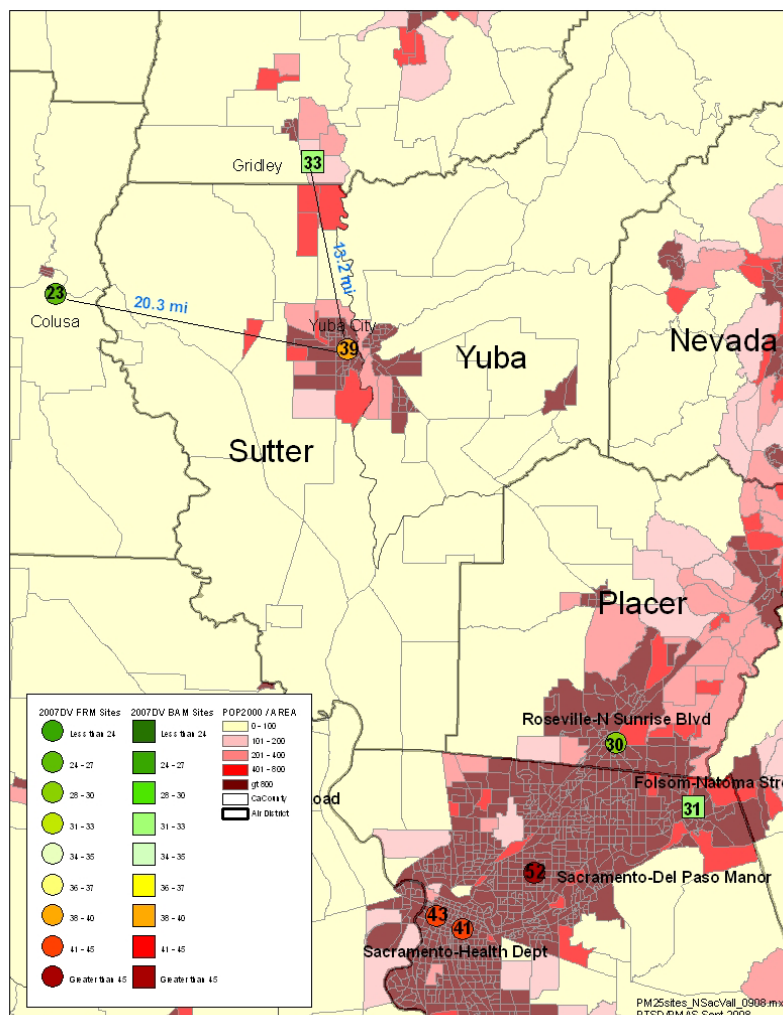 Gridley
33
13.2 mi
23
20.3 mi
Colusa
Yuba City
39
Yuba
Nevada
Sutter
Placer
Roseville-N Sunrise Blvd
30
Folsom-Natoma Stre
31
52
Sacramento-Del Paso Manor
43
41
Sacramento-Health Dept
2007DV FRM Sites
Less than 24
24 - 27
28 - 30
31 - 33
34 - 35
36 - 37
38 - 40
41 - 45
Greater than 45
2007DV BAM Sites
Less than 24
24 - 27
28 - 30
31 - 33
34 - 35
36 - 37
38 - 40
41 - 45
Greater than 45
POP2000 / AREA
0 - 100
101 - 200
201 - 400
401 - 800
gt 800
CaCounty
Air District
oad
PM25sites_NSacVall_0908.mx
PTSD/PMAS Sept 2008